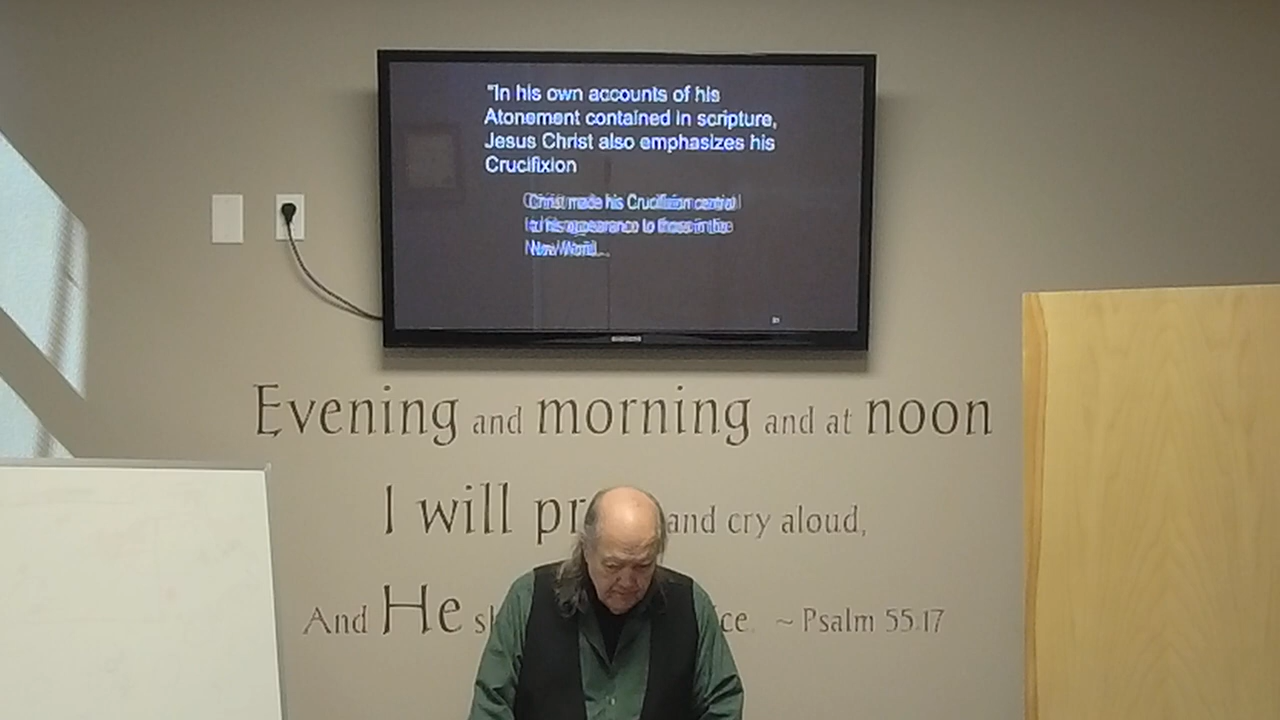 "In his own accounts of his
Atonement contained in scripture,
Jesus Christ also emphasizes his
Crucifixion
Christ made his Crucifixion central
to his appearance to those in the
New World...
Evening and morning and at noon
I will pr and cry aloud,
And He sh ce. ~ Psalm 55.17